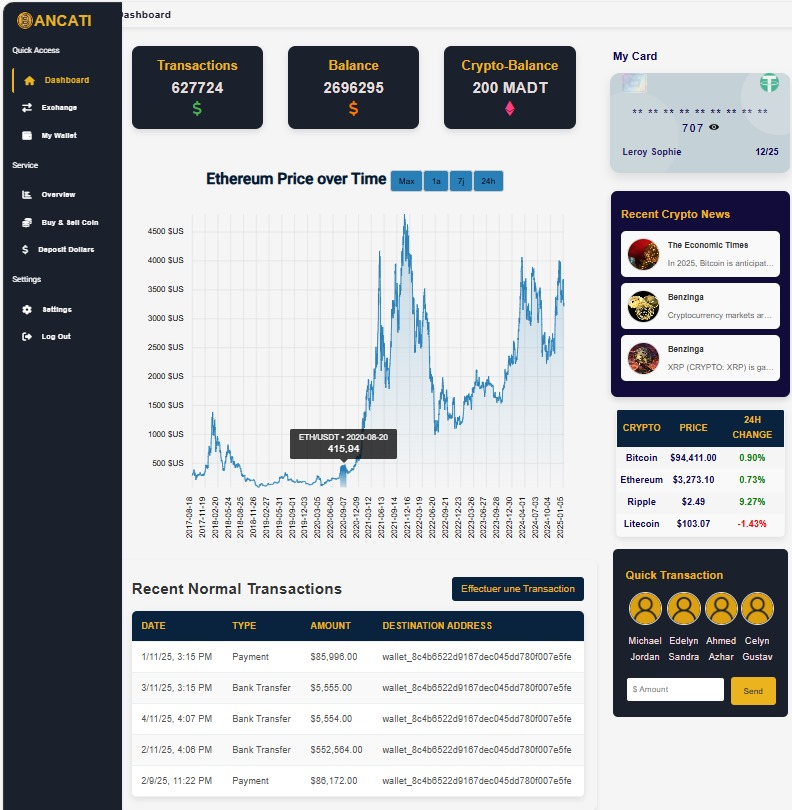 ANCATI
Dashboard
Quick Access
Dashboard
Exhange
My Wallet
Service
Overview
Buy & Sell Coin
Deposit Dollars
Settings
Settings
Log Out
Transactions
627724
$
Balance
2696295
$
Crypto-Balance
200 MADT
Ethereum Price over Time
Max 1a 7j 24h
4500 $US
4000 $US
3500 $US
3000 $US
2500 $US
2000 $US
1500 $US
1000 $US
500 $US
ETH/USDT • 2020-08-20
415,94
2017-08-18
2017-11-19
2018-02-20
2018-05-24
2018-08-25
2018-11-26
2019-02-27
2019-05-31
2019-09-01
2019-12-03
2020-03-05
2020-06-06
2020-09-07
2020-12-09
2021-03-12
2021-06-13
2021-09-14
2021-12-16
2022-03-19
2022-06-20
2022-09-21
2022-12-23
2023-03-26
2023-06-27
2023-09-28
2023-12-30
2024-04-01
2024-07-03
2024-10-04
2025-01-05
Recent Normal Transactions
Effectuer une Transaction
DATE TYPE AMOUNT DESTINATION ADDRESS
1/11/25, 3:15 PM Payment $85,996.00 wallet_8c4b6522d9167dec045dd780f007e5fe
3/11/25, 3:15 PM Bank Transfer $5,555.00 wallet_8c4b6522d9167dec045dd780f007e5fe
4/11/25, 4:07 PM Bank Transfer $5,554.00 wallet_8c4b6522d9167dec045dd780f007e5fe
2/11/25, 4:06 PM Bank Transfer $552,564.00 wallet_8c4b6522d9167dec045dd780f007e5fe
2/9/25, 11:22 PM Payment $86,172.00 wallet_8c4b6522d9167dec045dd780f007e5fe
My Card
** ** ** ** ** ** ** ** **
707
Leroy Sophie 12/25
Recent Crypto News
The Economic Times
In 2025, Bitcoin is anticipat...
Benzinga
Cryptocurrency markets ar...
Benzinga
XRP (CRYPTO: XRP) is ga...
CRYPTO PRICE 24H CHANGE
Bitcoin $94,411.00 0.90%
Ethereum $3,273.10 0.73%
Ripple $2.49 9.27%
Litecoin $103.07 -1.43%
Quick Transaction
Michael Jordan
Edelyn Sandra
Ahmed Azhar
Celyn Gustav
$ Amount
Send